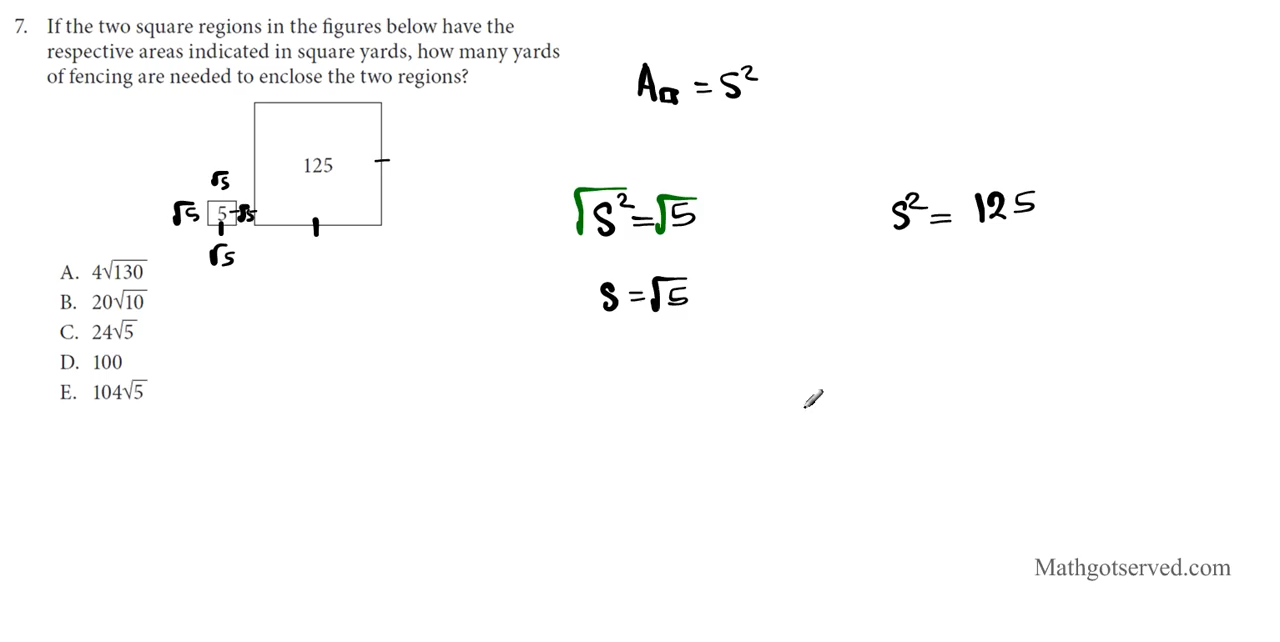 7. If the two square regions in the figures below have the
respective areas indicated in square yards, how many yards
of fencing are needed to enclose the two regions?
A□ = S²
125
√5
√5 5 √5
√5
√S² = √5
S² = 125
S = √5
A. 4√130
B. 20√10
C. 24√5
D. 100
E. 104√5
Mathgotserved.com